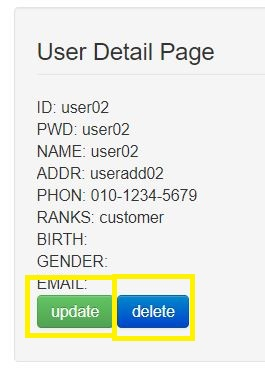 User Detail Page
ID: user02
PWD: user02
NAME: user02
ADDR: useradd02
PHON: 010-1234-5679
RANKS: customer
BIRTH:
GENDER:
EMAIL:
update delete